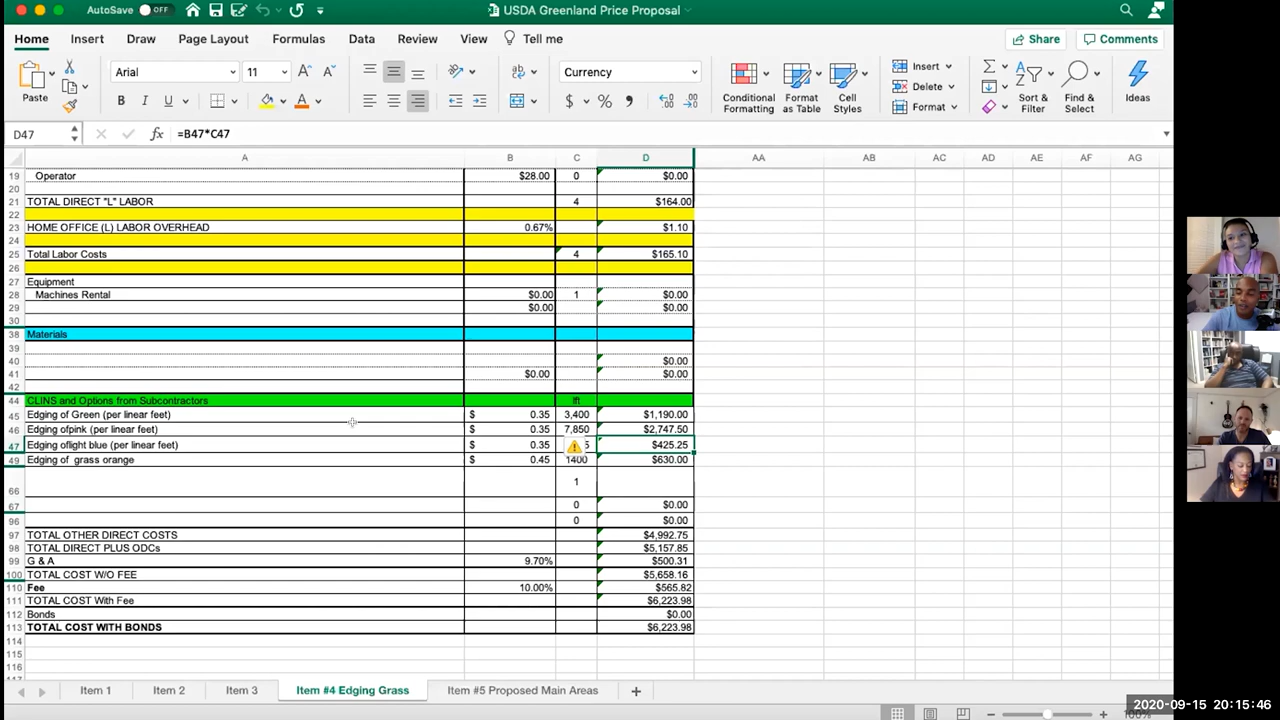 AutoSave OFF USDA Greenland Price Proposal
Home Insert Draw Page Layout Formulas Data Review View Tell me Share Comments
Paste Arial 11 Currency Conditional Formatting Format as Table Cell Styles Insert Delete Format Sort & Filter Find & Select Ideas
B I U $ %
D47 fx =B47*C47
A B C D AA AB AC AD AE AF AG
19 Operator $28.00 0 $0.00
20
21 TOTAL DIRECT "L" LABOR 4 $164.00
22
23 HOME OFFICE (L) LABOR OVERHEAD 0.67% $1.10
24
25 Total Labor Costs 4 $165.10
26
27 Equipment
28 Machines Rental $0.00 1 $0.00
29 $0.00 $0.00
30
38 Materials
39
40 $0.00
41 $0.00 $0.00
42
44 CLINS and Options from Subcontractors lft
45 Edging of Green (per linear feet) $ 0.35 3,400 $1,190.00
46 Edging ofpink (per linear feet) $ 0.35 7,850 $2,747.50
47 Edging oflight blue (per linear feet) $ 0.35 5 $425.25
49 Edging of grass orange $ 0.45 1400 $630.00
66 1
67 0 $0.00
96 0 $0.00
97 TOTAL OTHER DIRECT COSTS $4,992.75
98 TOTAL DIRECT PLUS ODCs $5,157.85
99 G & A 9.70% $500.31
100 TOTAL COST W/O FEE $5,658.16
110 Fee 10.00% $565.82
111 TOTAL COST With Fee $6,223.98
112 Bonds $0.00
113 TOTAL COST WITH BONDS $6,223.98
114
115
116
Item 1 Item 2 Item 3 Item #4 Edging Grass Item #5 Proposed Main Areas +
2020-09-15 20:15:46